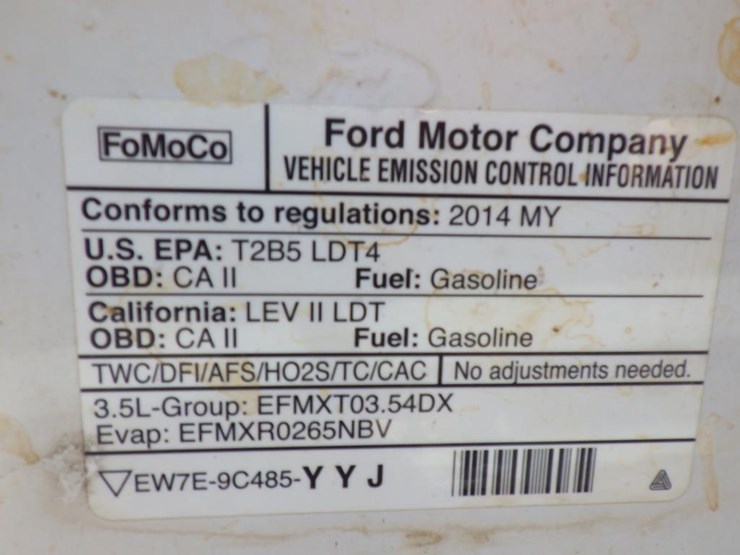 FoMoCo
Ford Motor Company
VEHICLE EMISSION CONTROL INFORMATION
Conforms to regulations: 2014 MY
U.S. EPA: T2B5 LDT4
OBD: CA II Fuel: Gasoline
California: LEV II LDT
OBD: CA II Fuel: Gasoline
TWC/DFI/AFS/HO2S/TC/CAC No adjustments needed.
3.5L-Group: EFMXT03.54DX
Evap: EFMXR0265NBV
EW7E-9C485-Y Y J